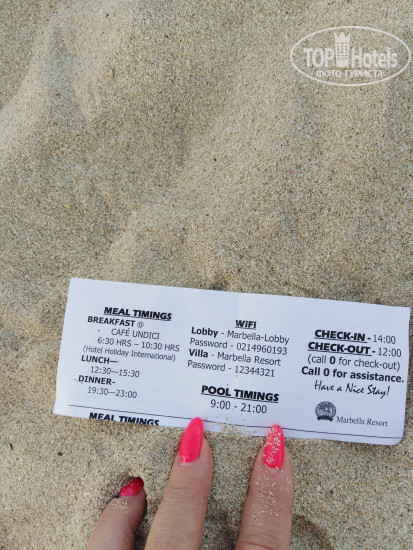 TOPHotels
ФОТО ТУРИСТА
MEAL TIMINGS
BREAKFAST @
CAFÉ UNDICI
6:30 HRS – 10:30 HRS
(Hotel Holiday International)
LUNCH—
12:30—15:30
DINNER-
19:30—23:00
MEAL TIMINGS
WIFI
Lobby - Marbella-Lobby
Password - 0214960193
Villa - Marbella Resort
Password - 12344321
POOL TIMINGS
9:00 - 21:00
CHECK-IN - 14:00
CHECK-OUT - 12:00
(call 0 for check-out)
Call 0 for assistance.
Have a Nice Stay!
Marbella Resort